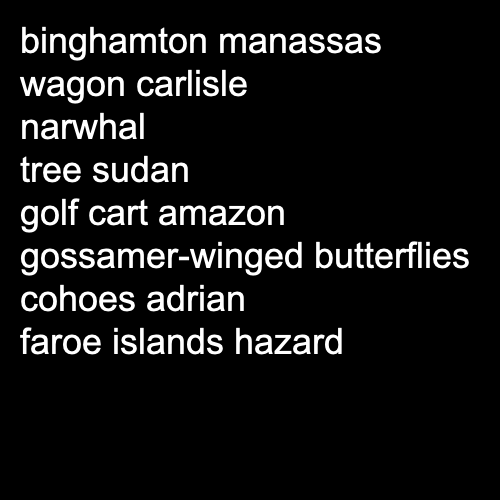 binghamton manassas
wagon carlisle
narwhal
tree sudan
golf cart amazon
gossamer-winged butterflies
cohoes adrian
faroe islands hazard